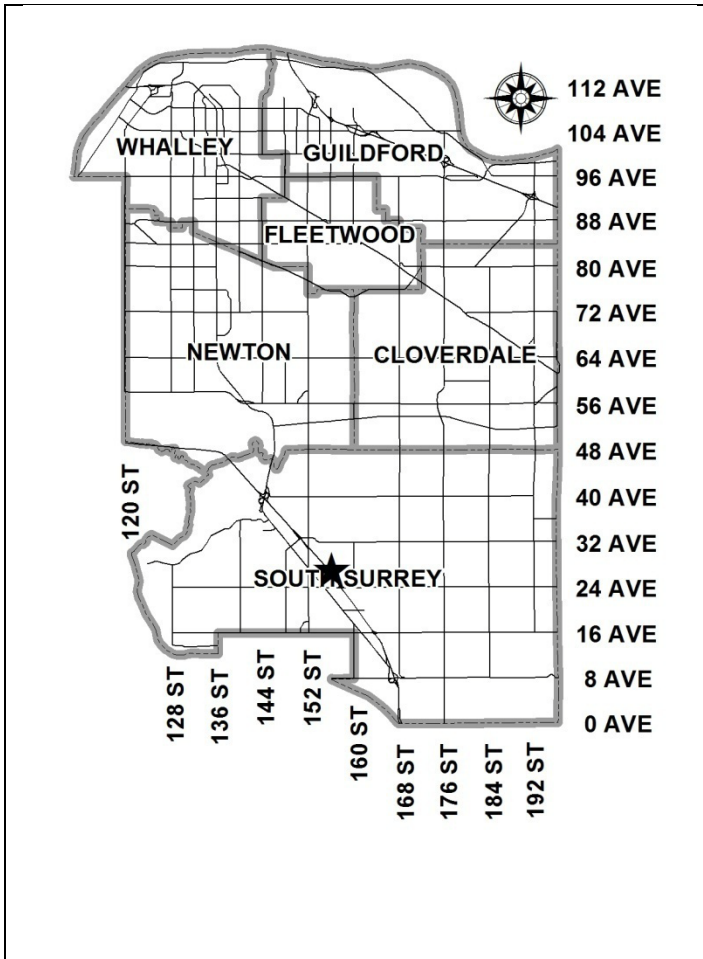 112 AVE
104 AVE
WHALLEY
GUILDFORD
96 AVE
88 AVE
FLEETWOOD
80 AVE
72 AVE
NEWTON
CLOVERDALE
64 AVE
56 AVE
48 AVE
120 ST
40 AVE
32 AVE
SOUTH SURREY
24 AVE
16 AVE
8 AVE
0 AVE
128 ST
136 ST
144 ST
152 ST
160 ST
168 ST
176 ST
184 ST
192 ST